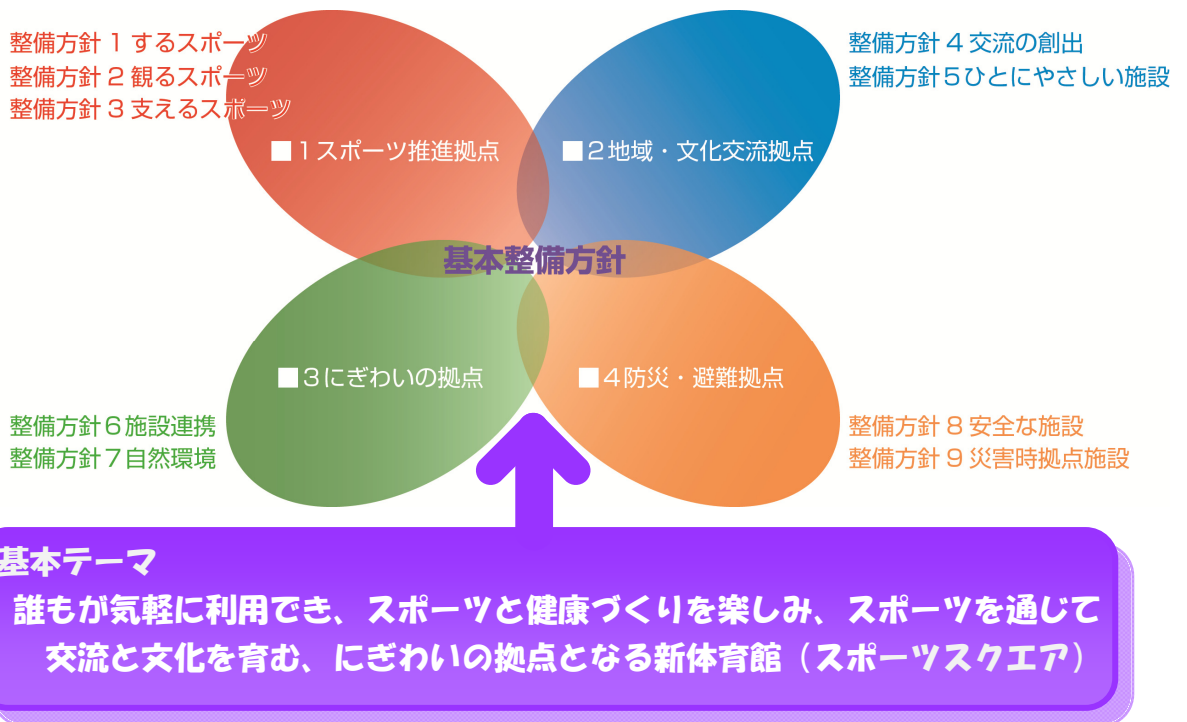 整備方針１するスポーツ
整備方針２観るスポーツ
整備方針３支えるスポーツ
整備方針４交流の創出
整備方針５ひとにやさしい施設
■１スポーツ推進拠点
■２地域・文化交流拠点
基本整備方針
■３にぎわいの拠点
■４防災・避難拠点
整備方針６施設連携
整備方針７自然環境
整備方針８安全な施設
整備方針９災害時拠点施設
基本テーマ
誰もが気軽に利用でき、スポーツと健康づくりを楽しみ、スポーツを通じて
交流と文化を育む、にぎわいの拠点となる新体育館（スポーツスクエア）